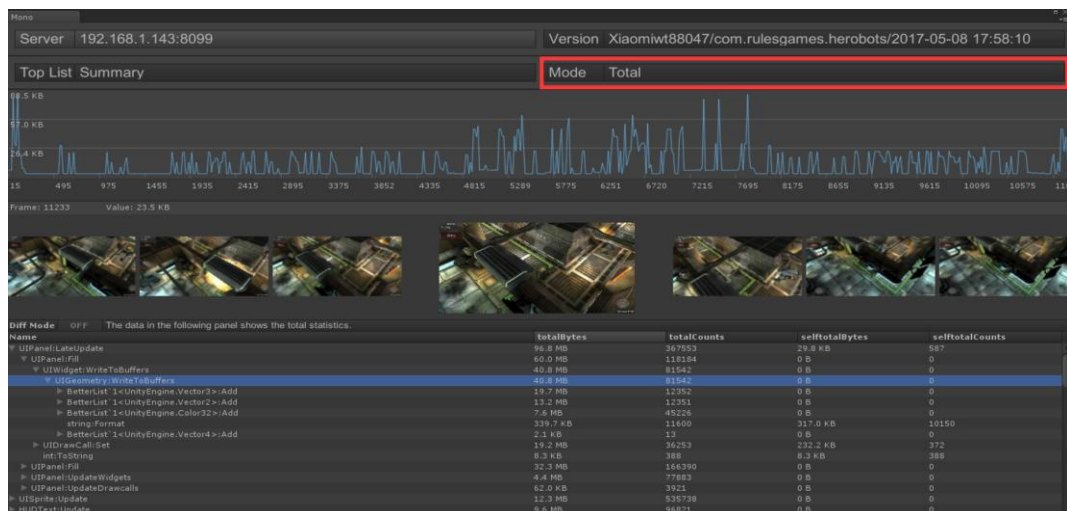 Mono
Server 192.168.1.143:8099 Version Xiaomiwt88047/com.rulesgames.herobots/2017-05-08 17:58:10
Top List Summary Mode Total
88.5 KB
57.0 KB
26.4 KB
15 495 975 1455 1935 2415 2895 3375 3852 4335 4815 5289 5775 6251 6720 7215 7695 8175 8655 9135 9615 10095 10575
Frame: 11233 Value: 23.5 KB
Diff Mode OFF The data in the following panel shows the total statistics.
Name totalBytes totalCounts selftotalBytes selftotalCounts
UIPanel:LateUpdate 96.8 MB 367553 29.8 KB 587
UIPanel:Fill 60.0 MB 118184 0 B 0
UIWidget:WriteToBuffers 40.8 MB 81542 0 B 0
UIGeometry:WriteToBuffers 40.8 MB 81542 0 B 0
BetterList`1<UnityEngine.Vector3>:Add 19.7 MB 12352 0 B 0
BetterList`1<UnityEngine.Vector2>:Add 13.2 MB 12351 0 B 0
BetterList`1<UnityEngine.Color32>:Add 7.6 MB 45226 0 B 0
string:Format 339.7 KB 11600 317.0 KB 10150
BetterList`1<UnityEngine.Vector4>:Add 2.1 KB 13 0 B 0
UIDrawCall:Set 19.2 MB 36253 232.2 KB 372
int:ToString 8.3 KB 388 8.3 KB 388
UIPanel:Fill 32.3 MB 166390 0 B 0
UIPanel:UpdateWidgets 4.4 MB 77883 0 B 0
UIPanel:UpdateDrawcalls 62.0 KB 3921 0 B 0
UISprite:Update 12.3 MB 535738 0 B 0
HUDText:Update 9.6 MB 96821 0 B 0